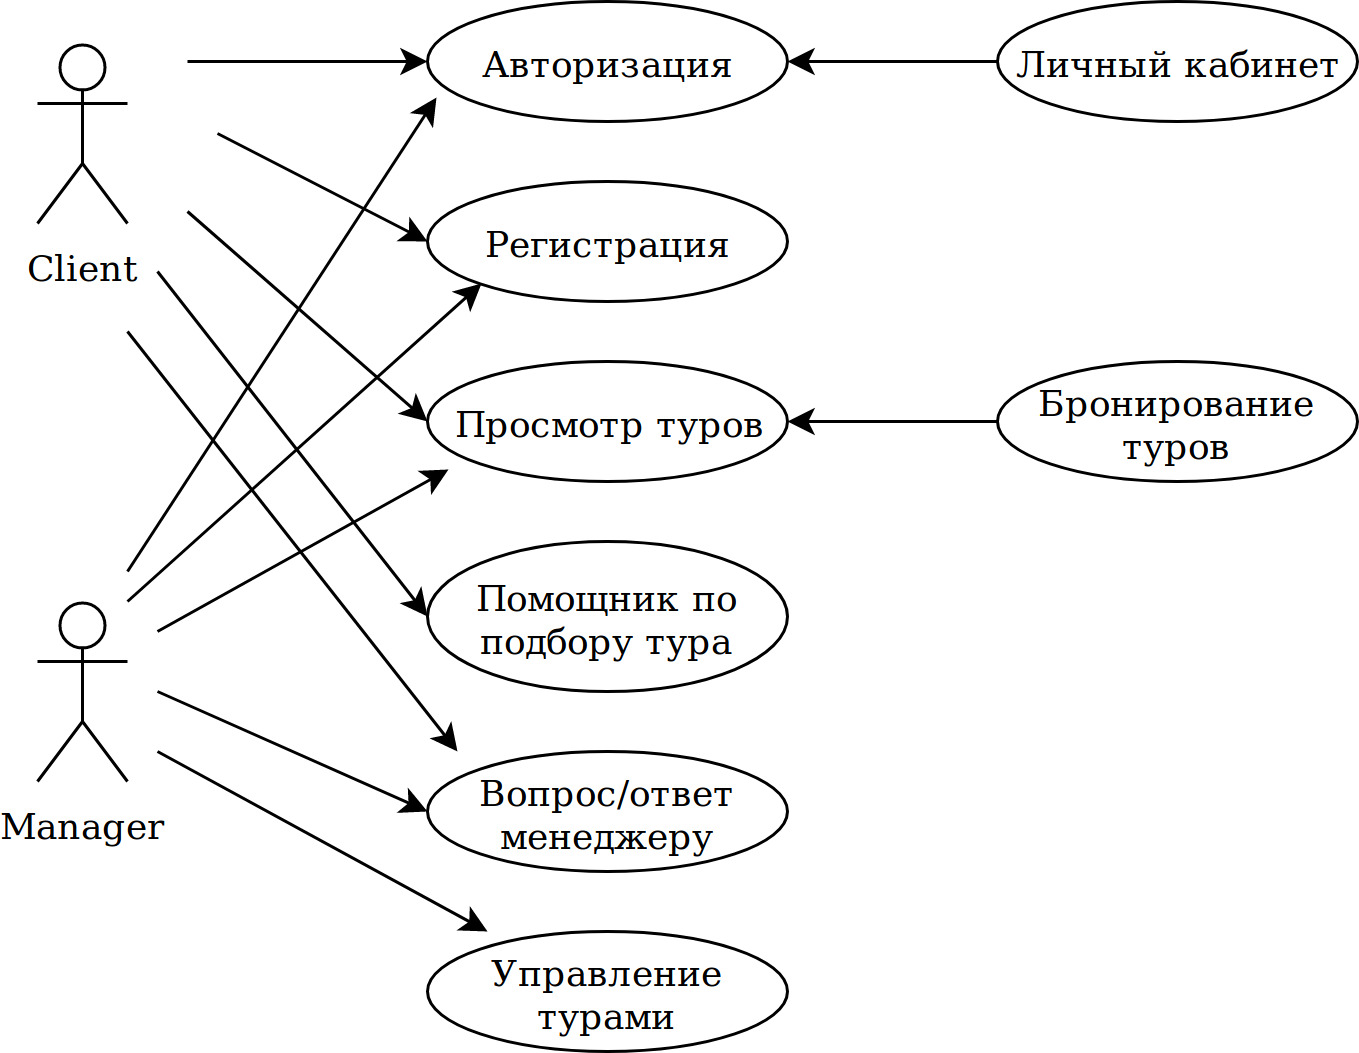 Авторизация
Личный кабинет
Client
Регистрация
Просмотр туров
Бронирование
туров
Помощник по
подбору тура
Manager
Вопрос/ответ
менеджеру
Управление
турами